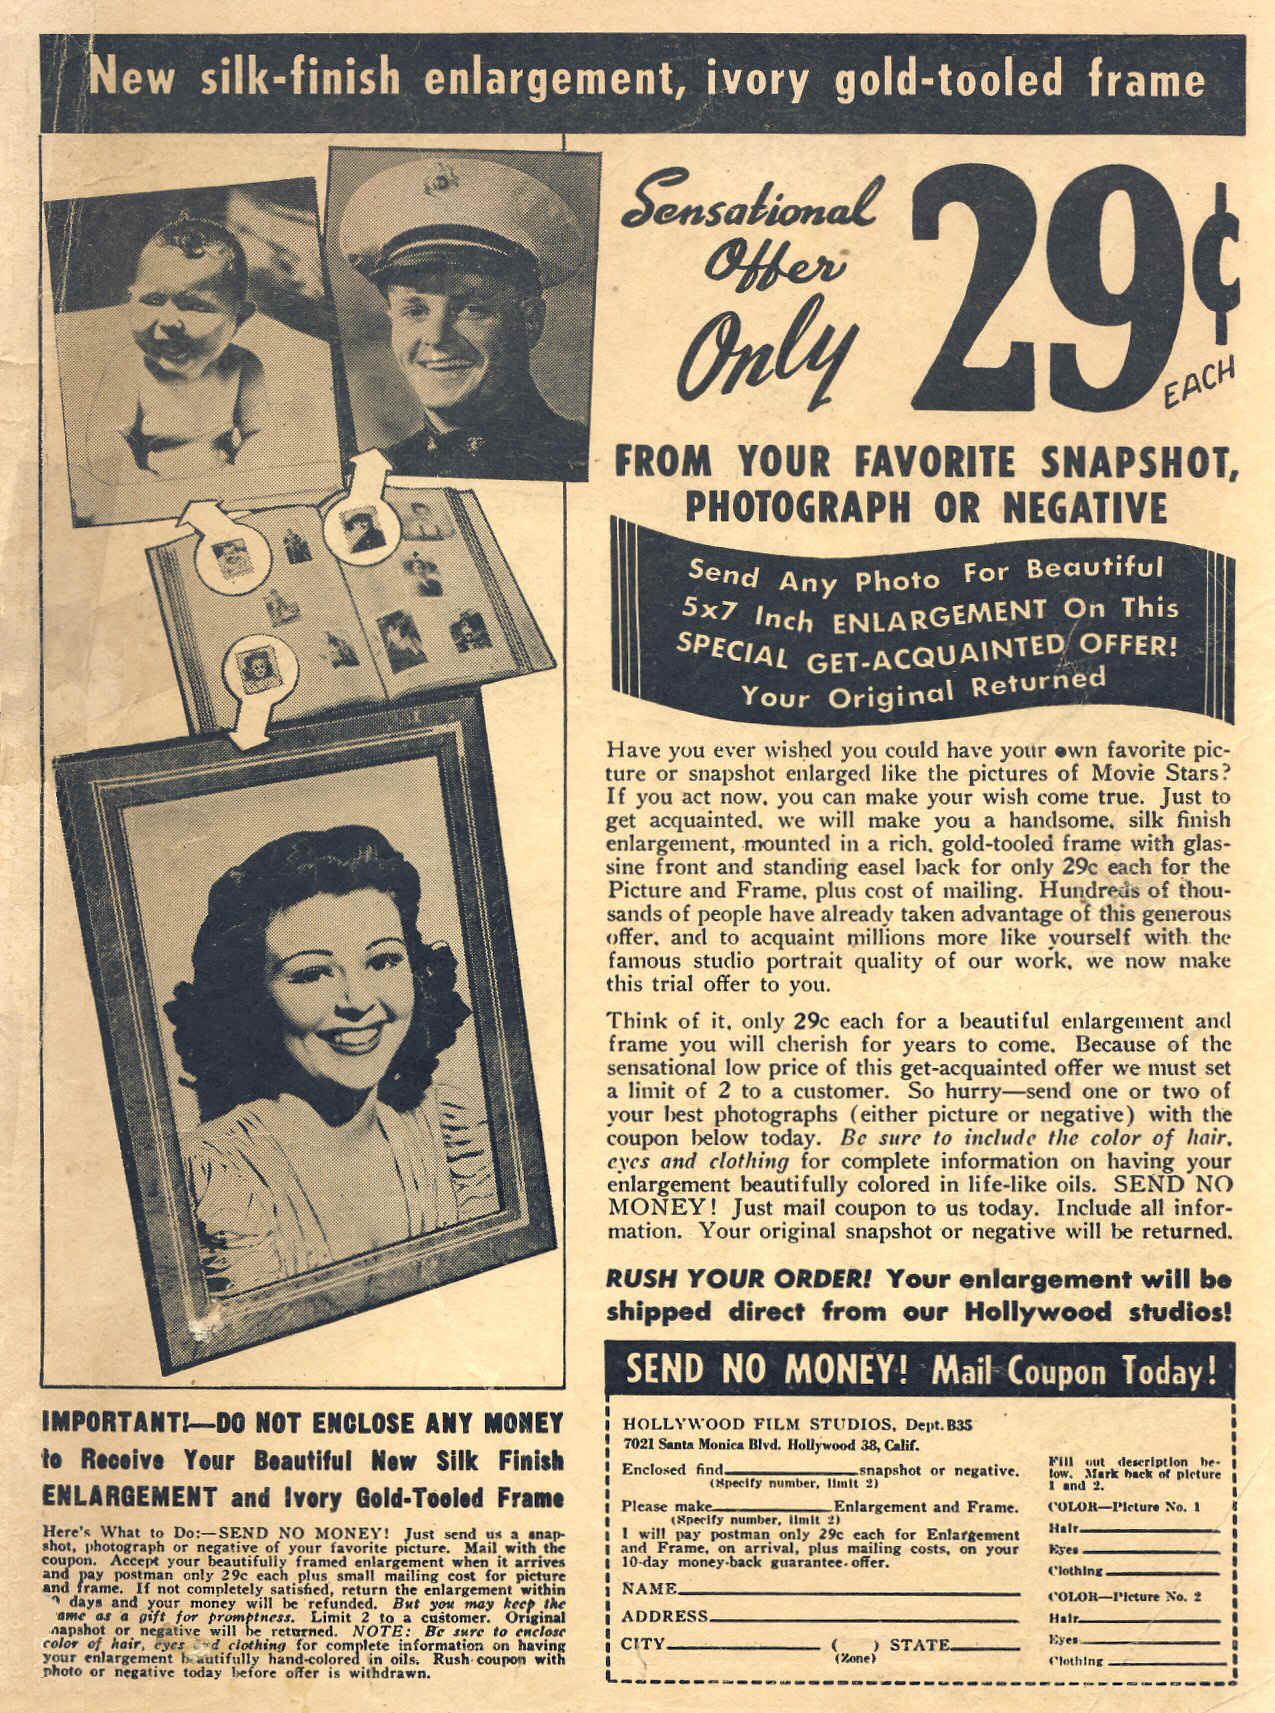 New silk-finish enlargement, ivory gold-tooled frame
Sensational
Offer
Only
29¢
EACH
FROM YOUR FAVORITE SNAPSHOT,
PHOTOGRAPH OR NEGATIVE
Send Any Photo For Beautiful
5x7 Inch ENLARGEMENT On This
SPECIAL GET-ACQUAINTED OFFER!
Your Original Returned
Have you ever wished you could have your own favorite pic-
ture or snapshot enlarged like the pictures of Movie Stars?
If you act now, you can make your wish come true. Just to
get acquainted, we will make you a handsome, silk finish
enlargement, mounted in a rich, gold-tooled frame with glas-
sine front and standing easel back for only 29c each for the
Picture and Frame, plus cost of mailing. Hundreds of thou-
sands of people have already taken advantage of this generous
offer, and to acquaint millions more like yourself with the
famous studio portrait quality of our work, we now make
this trial offer to you.
Think of it, only 29c each for a beautiful enlargement and
frame you will cherish for years to come. Because of the
sensational low price of this get-acquainted offer we must set
a limit of 2 to a customer. So hurry—send one or two of
your best photographs (either picture or negative) with the
coupon below today. Be sure to include the color of hair,
eyes and clothing for complete information on having your
enlargement beautifully colored in life-like oils. SEND NO
MONEY! Just mail coupon to us today. Include all infor-
mation. Your original snapshot or negative will be returned.
RUSH YOUR ORDER! Your enlargement will be
shipped direct from our Hollywood studios!
IMPORTANT!—DO NOT ENCLOSE ANY MONEY
to Receive Your Beautiful New Silk Finish
ENLARGEMENT and Ivory Gold-Tooled Frame
Here's What to Do:—SEND NO MONEY! Just send us a snap-
shot, photograph or negative of your favorite picture. Mail with the
coupon. Accept your beautifully framed enlargement when it arrives
and pay postman only 29c each plus small mailing cost for picture
and frame. If not completely satisfied, return the enlargement within
days and your money will be refunded. But you may keep the
ame as a gift for promptness. Limit 2 to a customer. Original
napshot or negative will be returned. NOTE: Be sure to enclose
color of hair, eyes and clothing for complete information on having
your enlargement beautifully hand-colored in oils. Rush coupon with
photo or negative today before offer is withdrawn.
SEND NO MONEY! Mail Coupon Today!
HOLLYWOOD FILM STUDIOS, Dept. B35
7021 Santa Monica Blvd. Hollywood 38, Calif.
Enclosed find snapshot or negative.
(Specify number, limit 2)
Please make Enlargement and Frame.
(Specify number, limit 2)
I will pay postman only 29c each for Enlargement
and Frame, on arrival, plus mailing costs, on your
10-day money-back guarantee offer.
NAME
ADDRESS
CITY ( ) STATE
(Zone)
Fill out description be-
low. Mark back of picture
1 and 2.
COLOR—Picture No. 1
Hair
Eyes
Clothing
COLOR—Picture No. 2
Hair
Eyes
Clothing